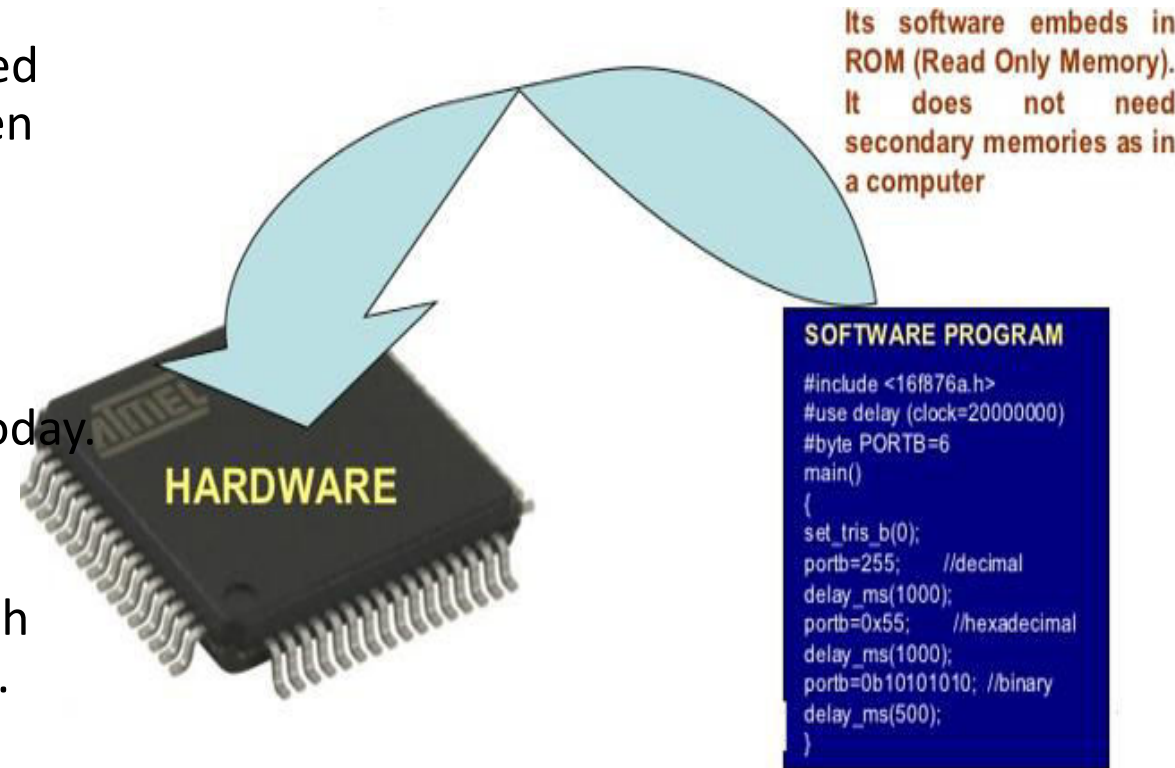 Its software embeds in
ROM (Read Only Memory).
It does not need
secondary memories as in
a computer
ed
en
oday.
h
.
ATMEL
HARDWARE
SOFTWARE PROGRAM
#include <16f876a.h>
#use delay (clock=20000000)
#byte PORTB=6
main()
{
set_tris_b(0);
portb=255; //decimal
delay_ms(1000);
portb=0x55; //hexadecimal
delay_ms(1000);
portb=0b10101010; //binary
delay_ms(500);
}